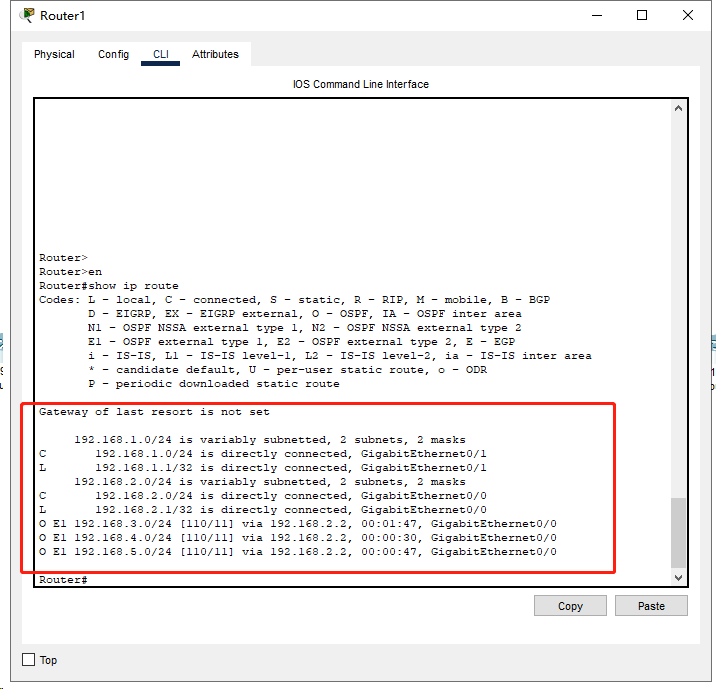 Router1
Physical Config CLI Attributes
IOS Command Line Interface
Router>
Router>en
Router#show ip route
Codes: L - local, C - connected, S - static, R - RIP, M - mobile, B - BGP
D - EIGRP, EX - EIGRP external, O - OSPF, IA - OSPF inter area
N1 - OSPF NSSA external type 1, N2 - OSPF NSSA external type 2
E1 - OSPF external type 1, E2 - OSPF external type 2, E - EGP
i - IS-IS, L1 - IS-IS level-1, L2 - IS-IS level-2, ia - IS-IS inter area
* - candidate default, U - per-user static route, o - ODR
P - periodic downloaded static route
Gateway of last resort is not set
192.168.1.0/24 is variably subnetted, 2 subnets, 2 masks
C 192.168.1.0/24 is directly connected, GigabitEthernet0/1
L 192.168.1.1/32 is directly connected, GigabitEthernet0/1
192.168.2.0/24 is variably subnetted, 2 subnets, 2 masks
C 192.168.2.0/24 is directly connected, GigabitEthernet0/0
L 192.168.2.1/32 is directly connected, GigabitEthernet0/0
O E1 192.168.3.0/24 [110/11] via 192.168.2.2, 00:01:47, GigabitEthernet0/0
O E1 192.168.4.0/24 [110/11] via 192.168.2.2, 00:00:30, GigabitEthernet0/0
O E1 192.168.5.0/24 [110/11] via 192.168.2.2, 00:00:47, GigabitEthernet0/0
Router#
Copy Paste
Top